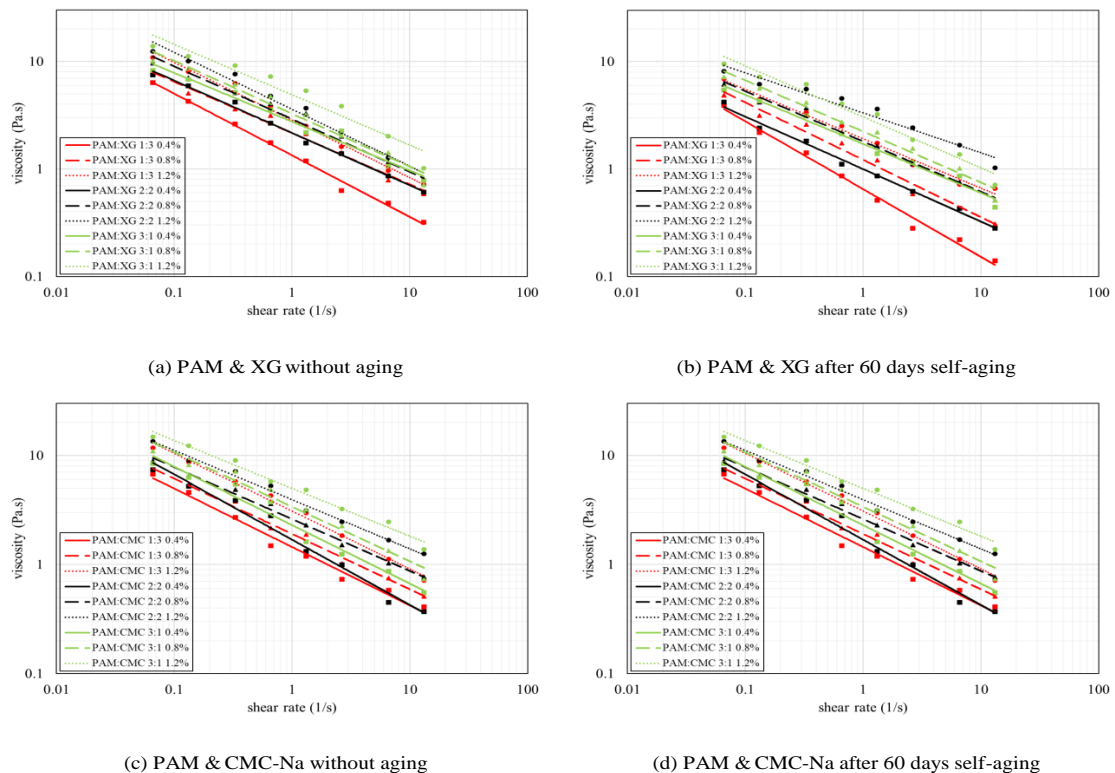 10
1
0.1
viscosity (Pa.s)
PAM:XG 1:3 0.4%
PAM:XG 1:3 0.8%
PAM:XG 1:3 1.2%
PAM:XG 2:2 0.4%
PAM:XG 2:2 0.8%
PAM:XG 2:2 1.2%
PAM:XG 3:1 0.4%
PAM:XG 3:1 0.8%
PAM:XG 3:1 1.2%
0.01 0.1 1 10 100
shear rate (1/s)
(a) PAM & XG without aging
10
1
0.1
viscosity (Pa.s)
PAM:XG 1:3 0.4%
PAM:XG 1:3 0.8%
PAM:XG 1:3 1.2%
PAM:XG 2:2 0.4%
PAM:XG 2:2 0.8%
PAM:XG 2:2 1.2%
PAM:XG 3:1 0.4%
PAM:XG 3:1 0.8%
PAM:XG 3:1 1.2%
0.01 0.1 1 10 100
shear rate (1/s)
(b) PAM & XG after 60 days self-aging
10
1
0.1
viscosity (Pa.s)
PAM:CMC 1:3 0.4%
PAM:CMC 1:3 0.8%
PAM:CMC 1:3 1.2%
PAM:CMC 2:2 0.4%
PAM:CMC 2:2 0.8%
PAM:CMC 2:2 1.2%
PAM:CMC 3:1 0.4%
PAM:CMC 3:1 0.8%
PAM:CMC 3:1 1.2%
0.01 0.1 1 10 100
shear rate (1/s)
(c) PAM & CMC-Na without aging
10
1
0.1
viscosity (Pa.s)
PAM:CMC 1:3 0.4%
PAM:CMC 1:3 0.8%
PAM:CMC 1:3 1.2%
PAM:CMC 2:2 0.4%
PAM:CMC 2:2 0.8%
PAM:CMC 2:2 1.2%
PAM:CMC 3:1 0.4%
PAM:CMC 3:1 0.8%
PAM:CMC 3:1 1.2%
0.01 0.1 1 10 100
shear rate (1/s)
(d) PAM & CMC-Na after 60 days self-aging